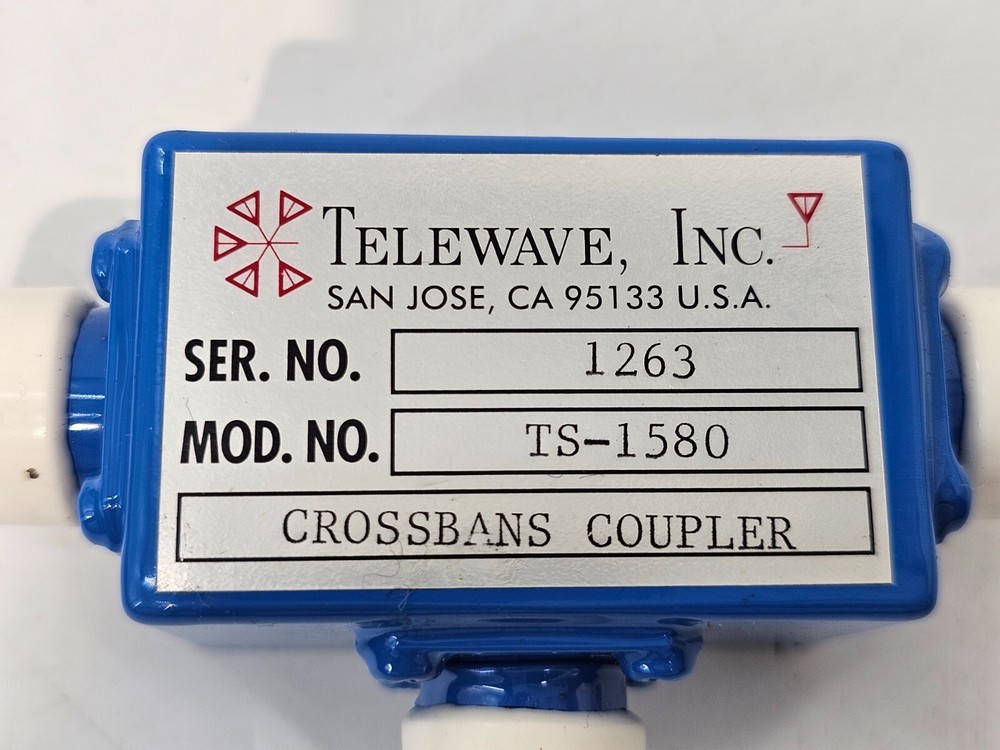 TELEWAVE, INC.
SAN JOSE, CA 95133 U.S.A.
SER. NO. 1263
MOD. NO. TS-1580
CROSSBANS COUPLER